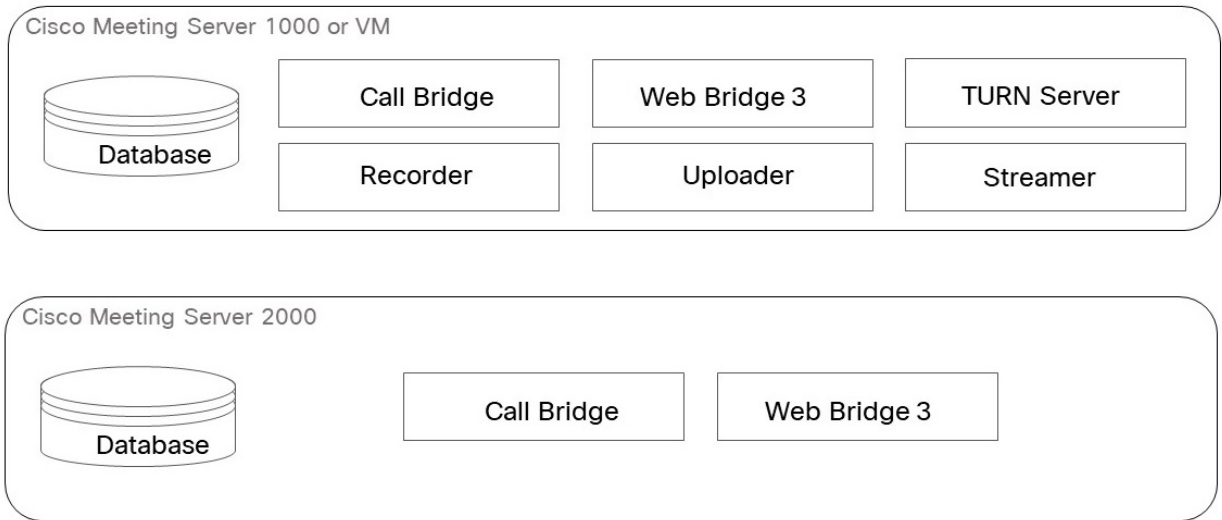 Cisco Meeting Server 1000 or VM
Call Bridge
Web Bridge 3
TURN Server
Database
Recorder
Uploader
Streamer
Cisco Meeting Server 2000
Call Bridge
Web Bridge 3
Database